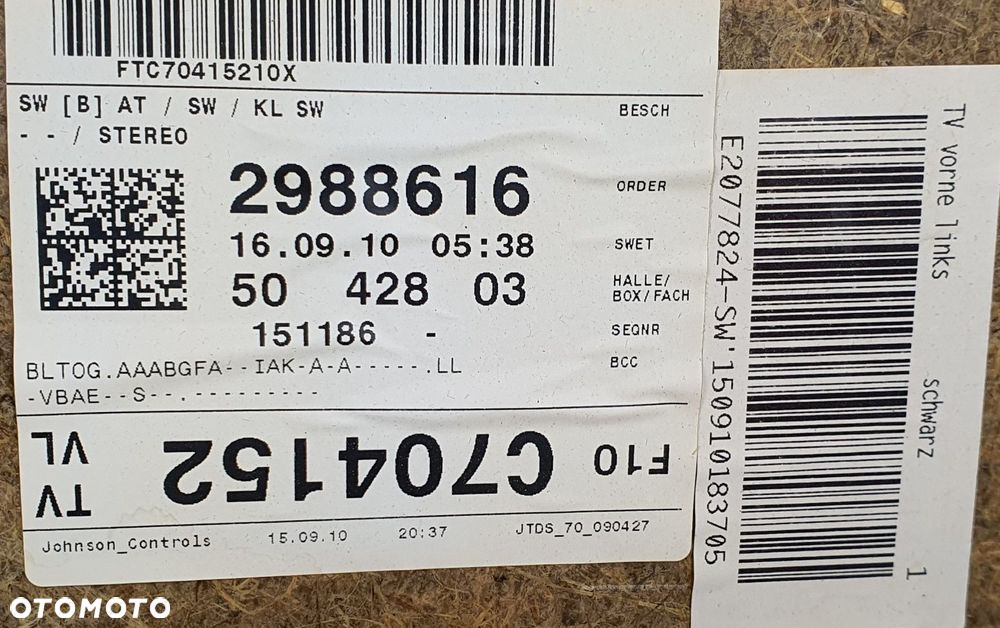 FTC70415210X
SW [B] AT / SW / KL SW
BESCH
- - / STEREO
2988616
ORDER
16.09.10 05:38
SWET
50 428 03
HALLE/
BOX/FACH
151186 -
SEQNR
BLTOG.AAABGFA--IAK-A-A-----.LL
BCC
-VBAE--S--.---------
F10 C704152 TV
VL
Johnson_Controls 15.09.10 20:37 JTDS_70_090427
TV vorne links schwarz 1
E2077824-SW'150910183705
OTOMOTO